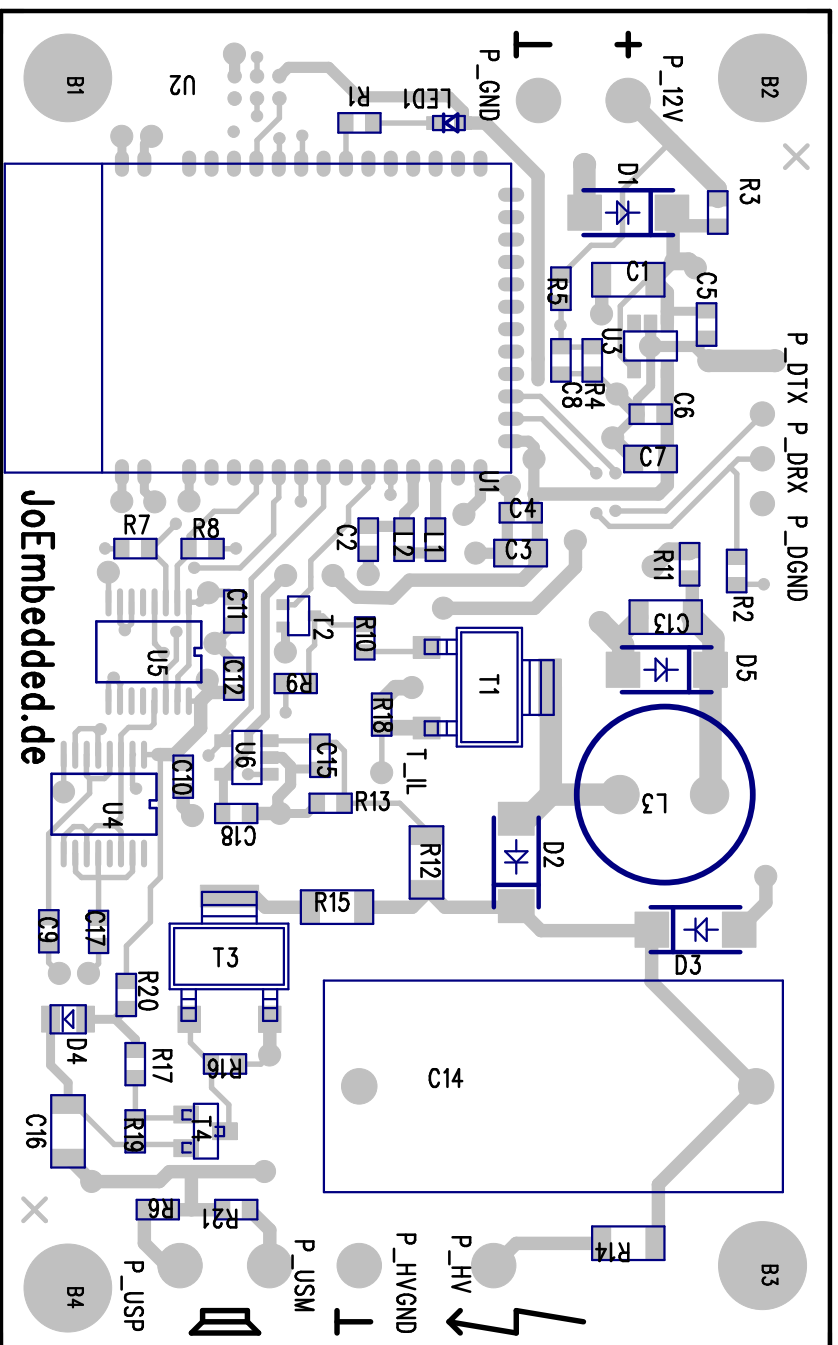 B1
U2
P_GND
+
P_12V
B2
R1
LED1
D1
R3
C1
R5
C5
U3
P_DTX
C8
R4
C6
P_DRX
C7
U1
JoEmbedded.de
R7
R8
C2
L2
L1
C4
C3
P_DGND
R11
R2
C11
T2
R10
C13
U5
C12
R9
T1
D5
R18
U6
C15
T_IL
C10
U4
C18
R13
L3
R12
D2
R15
C9
C17
T3
D3
R20
D4
R17
R16
C14
C16
R19
T4
R6
R21
P_USP
P_USM
P_HVGND
P_HV
R14
B4
B3